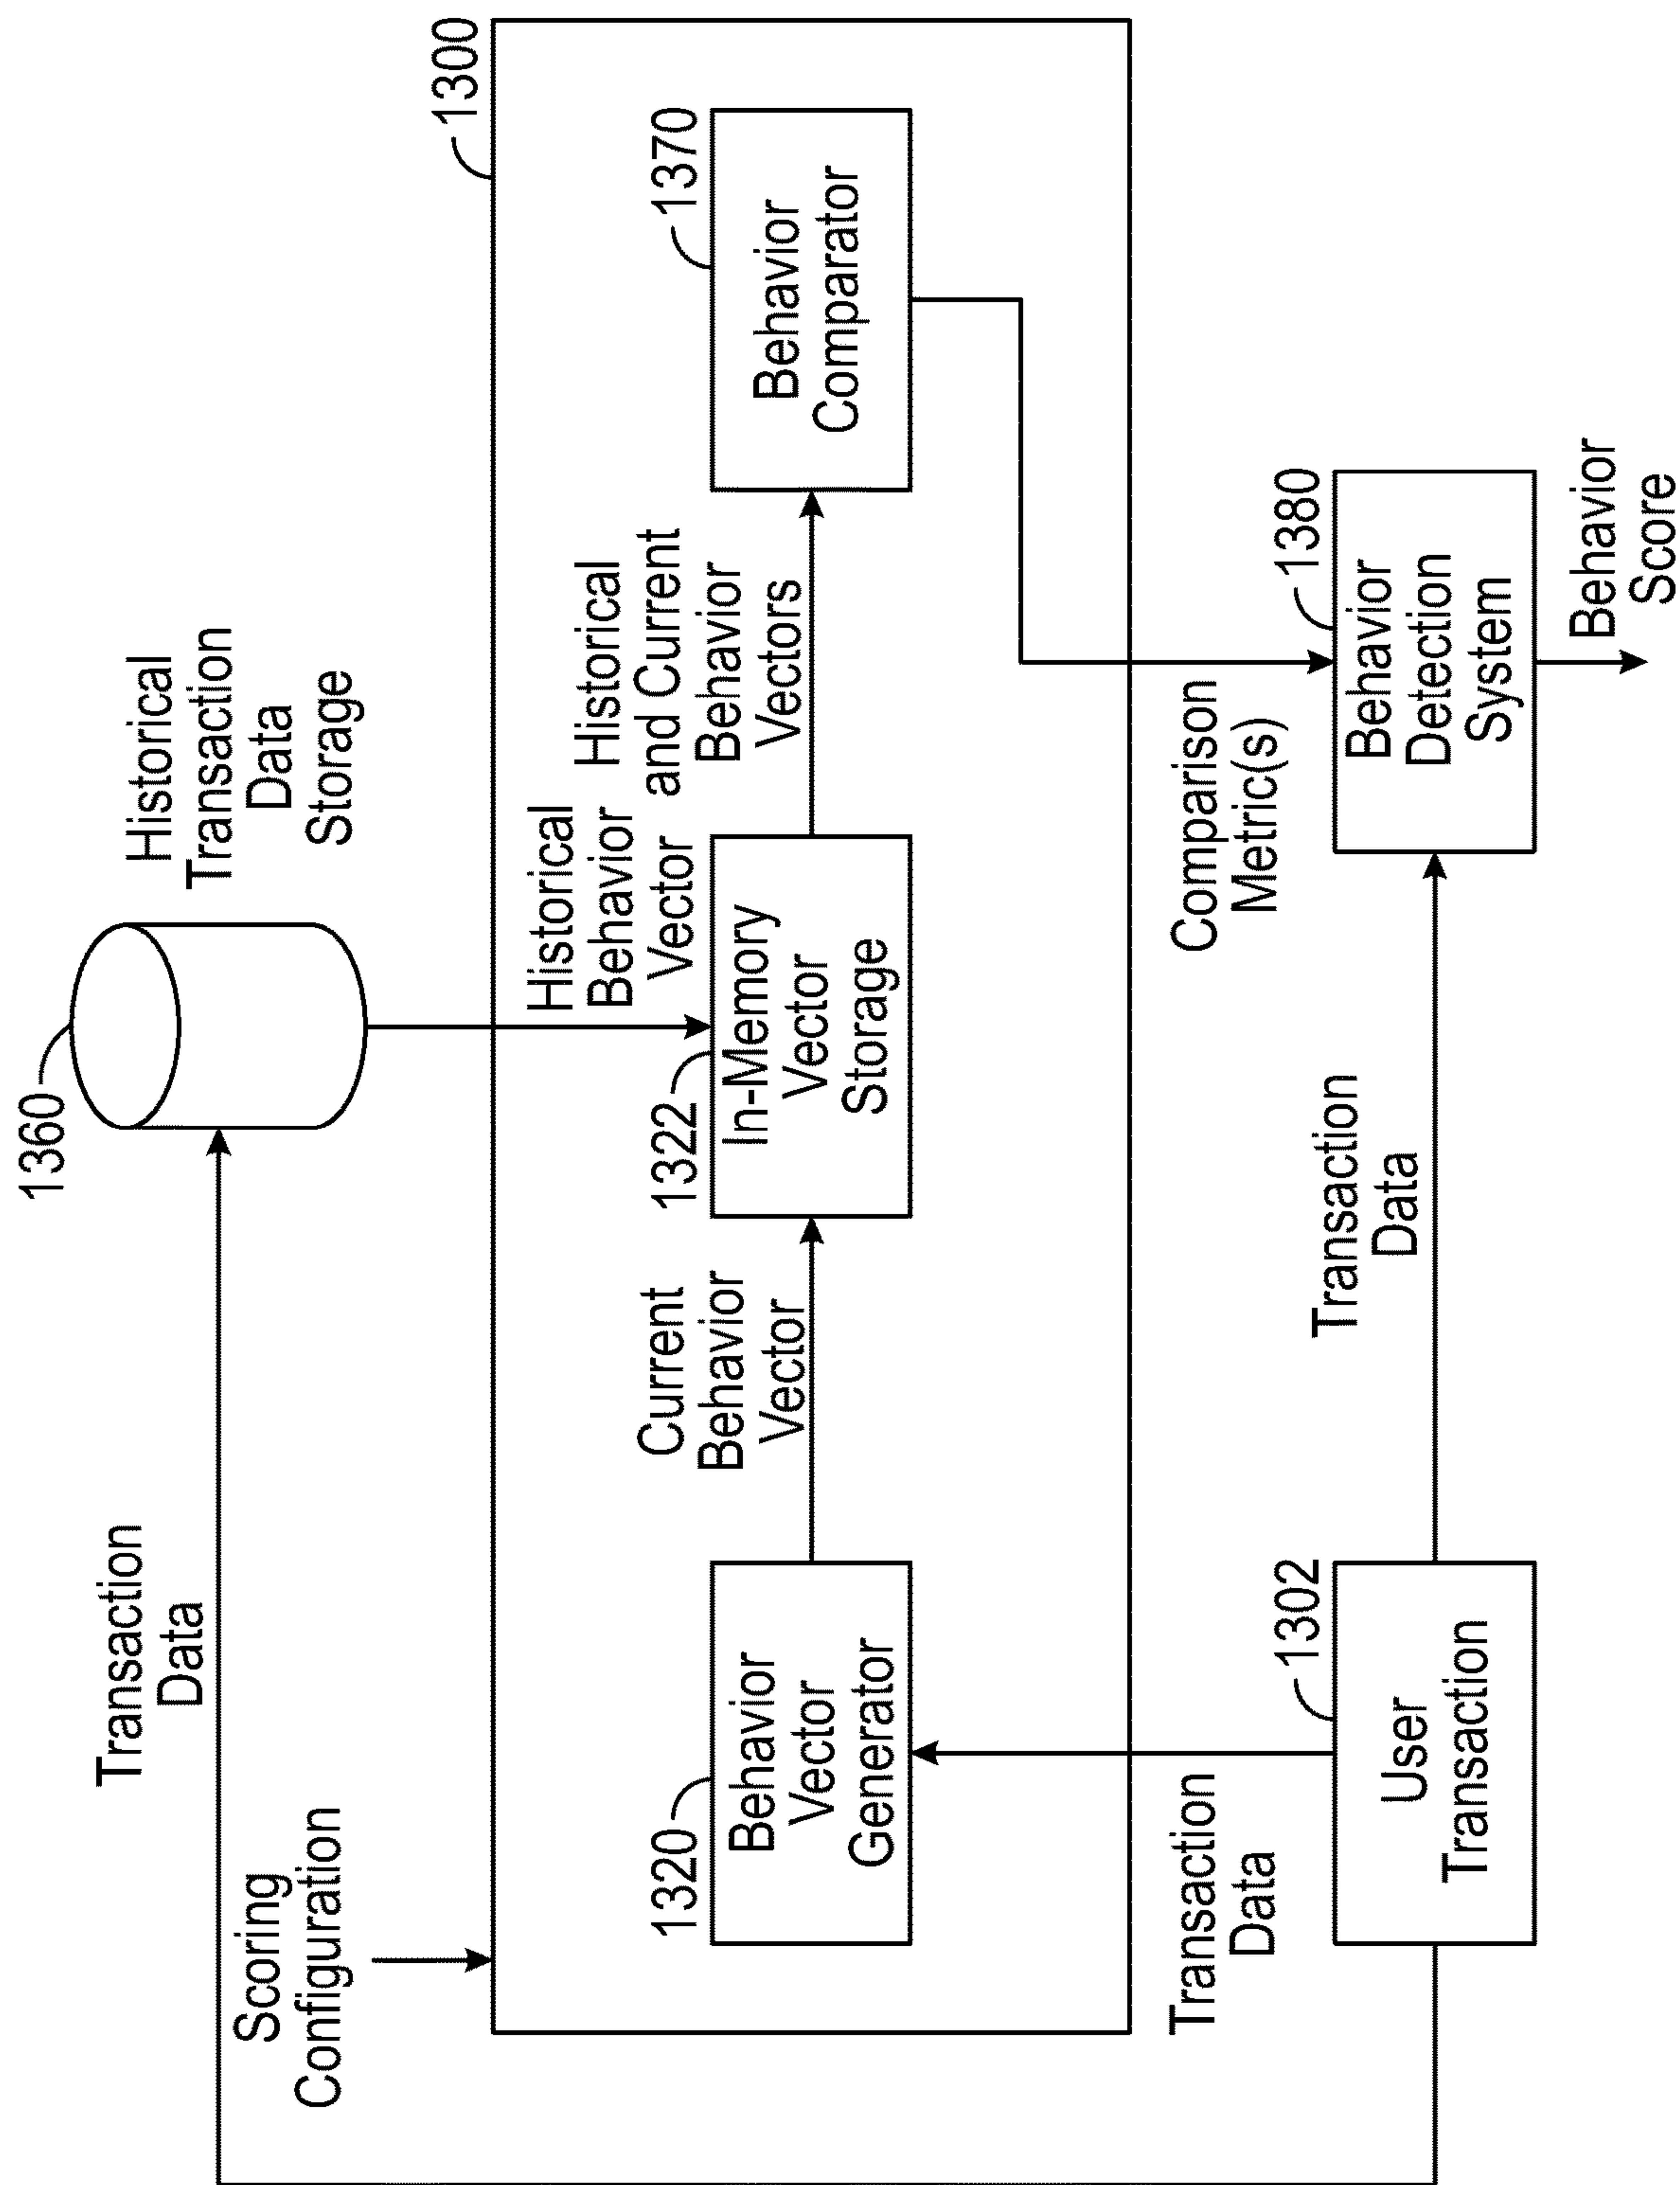 Transaction
Data
1360
Historical
Transaction
Data
Storage
Scoring
Configuration
1300
Historical
Behavior
Vector
Historical
and Current
Behavior
Vectors
Current
Behavior
Vector
1320
Behavior
Vector
Generator
1322
In-Memory
Vector
Storage
1370
Behavior
Comparator
Transaction
Data
1302
User
Transaction
Transaction
Data
Comparison
Metric(s)
1380
Behavior
Detection
System
Behavior
Score